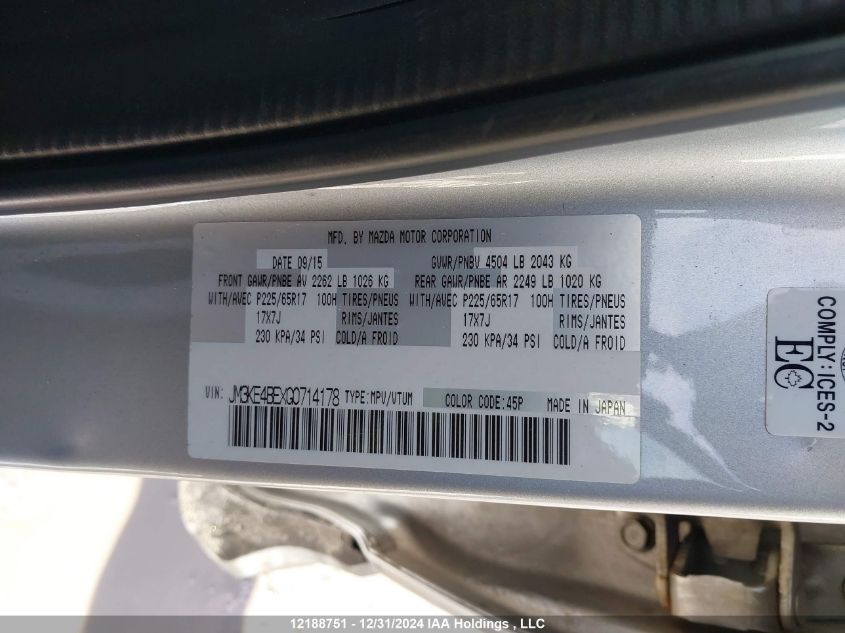 MFD. BY MAZDA MOTOR CORPORATION
DATE 09/15 GVWR/PNBV 4504 LB 2043 KG
FRONT GAWR/PNBE AV 2262 LB 1026 KG REAR GAWR/PNBE AR 2249 LB 1020 KG
WITH/AVEC P225/65R17 100H TIRES/PNEUS WITH/AVEC P225/65R17 100H TIRES/PNEUS
17X7J RIMS/JANTES 17X7J RIMS/JANTES
230 KPA/34 PSI COLD/A FROID 230 KPA/34 PSI COLD/A FROID
VIN: JM3KE4BEXG0714178 TYPE:MPV/VTUM COLOR CODE:45P MADE IN JAPAN
COMPLY:ICES-2
EC
12188751 - 12/31/2024 IAA Holdings , LLC